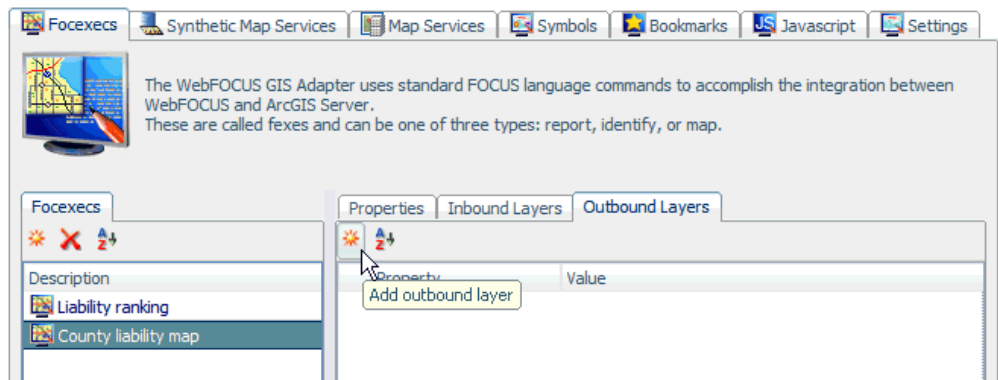 Focexecs Synthetic Map Services Map Services Symbols Bookmarks JS Javascript Settings
The WebFOCUS GIS Adapter uses standard FOCUS language commands to accomplish the integration between
WebFOCUS and ArcGIS Server.
These are called fexes and can be one of three types: report, identify, or map.
Focexecs
Properties Inbound Layers Outbound Layers
Description
Property Value
Add outbound layer
Liability ranking
County liability map